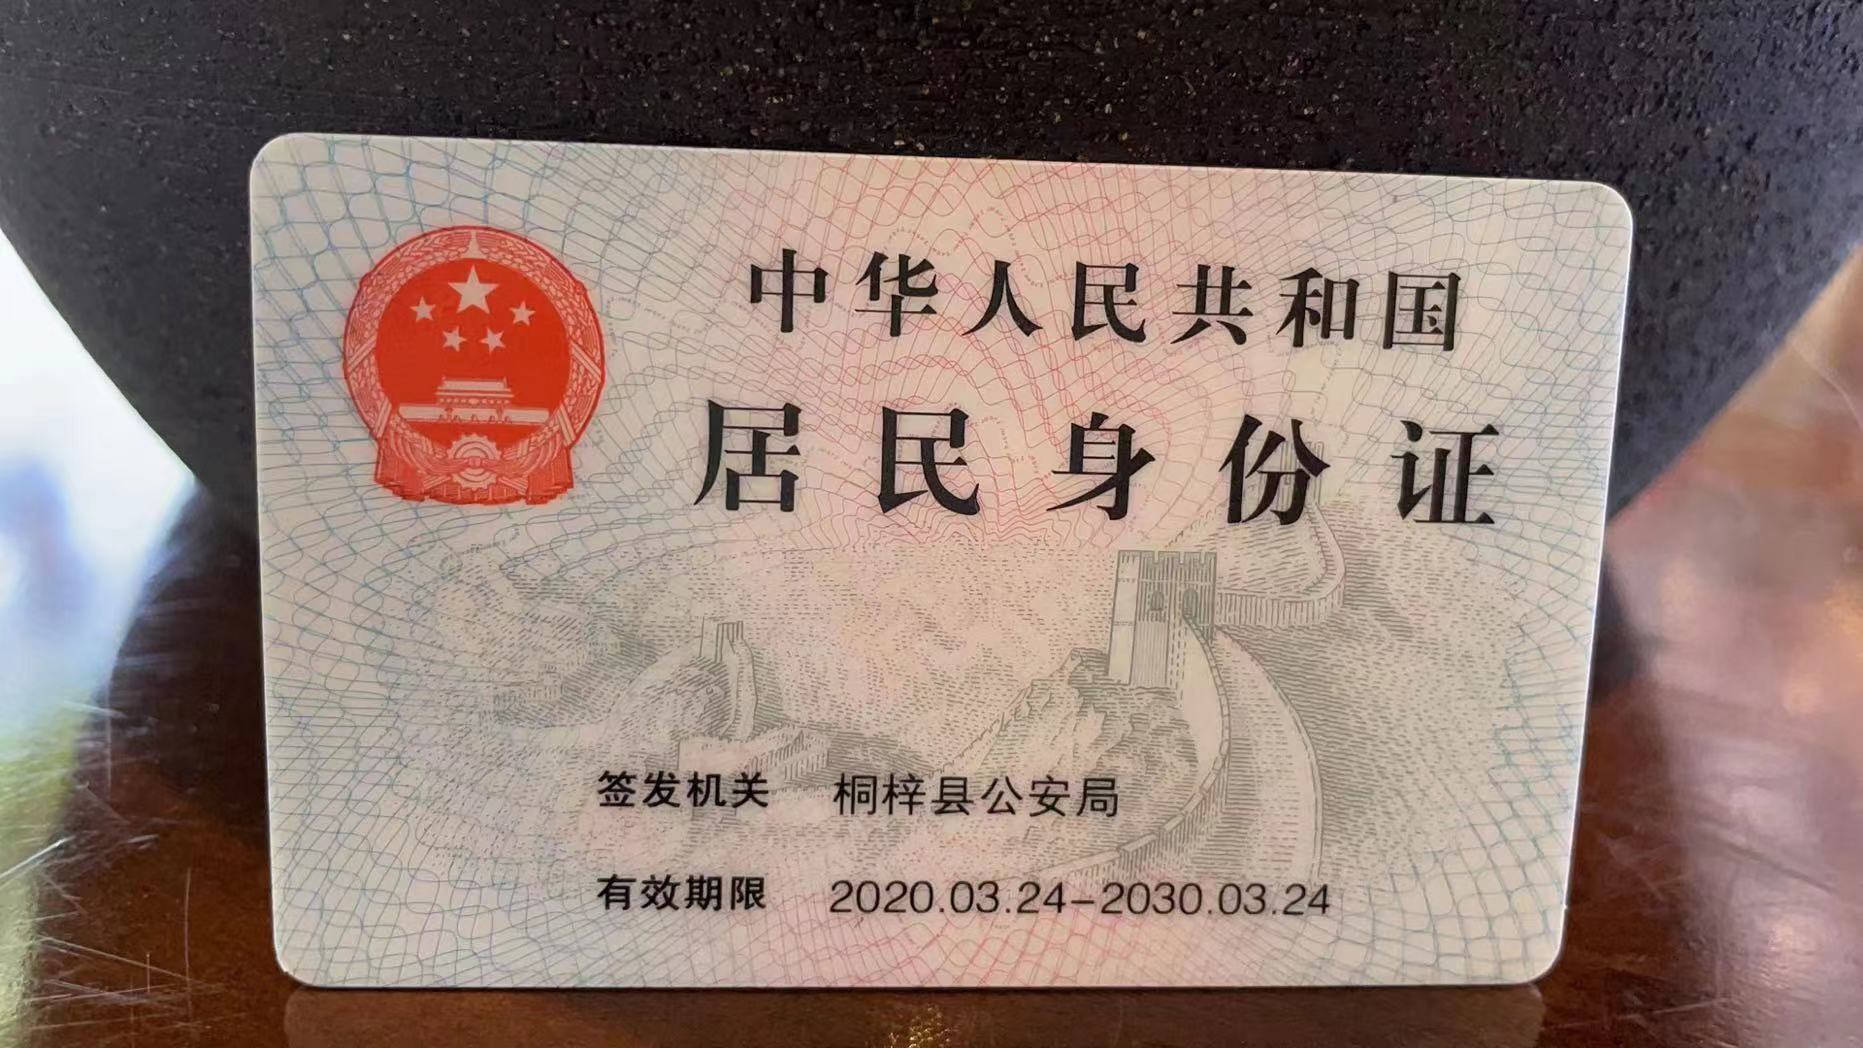 中华人民共和国
居民身份证
签发机关 桐梓县公安局
有效期限 2020.03.24-2030.03.24